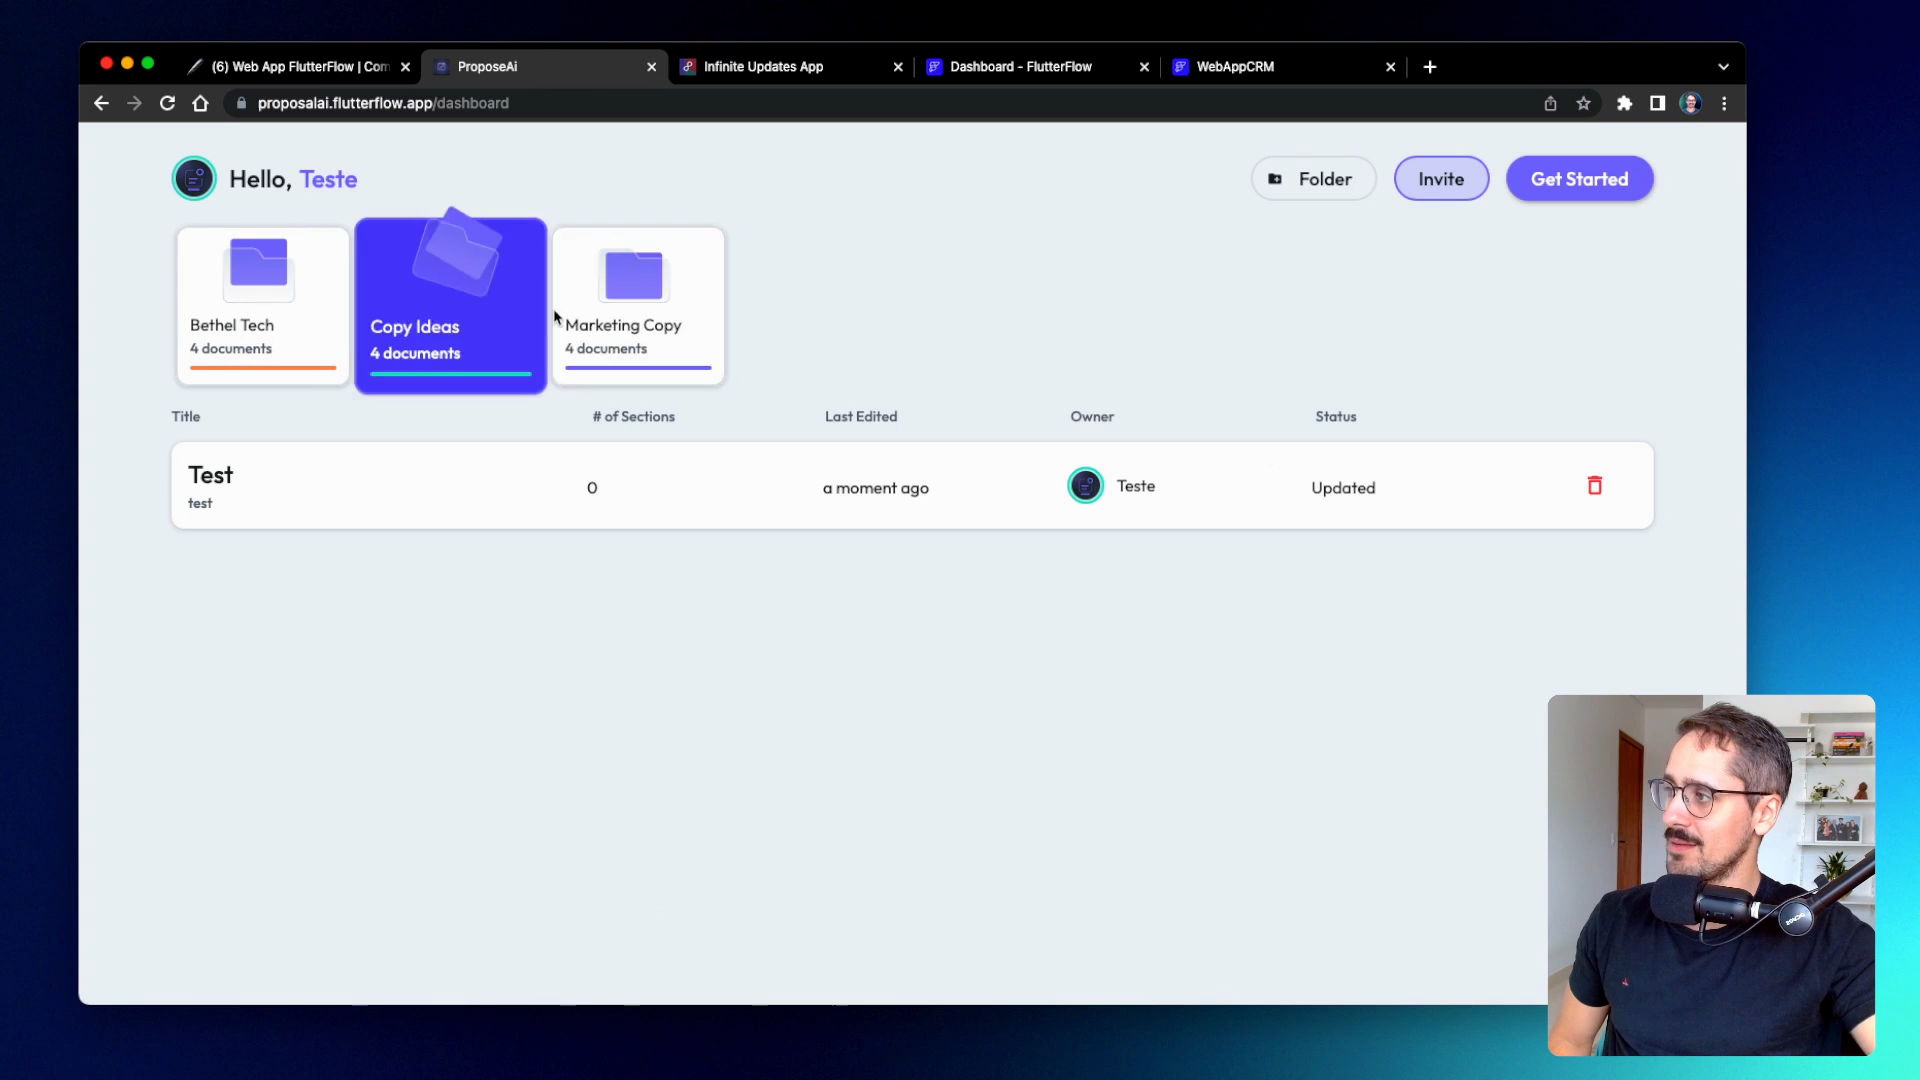 (6) Web App FlutterFlow | Com
ProposeAi
Infinite Updates App
Dashboard - FlutterFlow
WebAppCRM
proposalai.flutterflow.app/dashboard
Hello, Teste
Folder
Invite
Get Started
Bethel Tech
4 documents
Copy Ideas
4 documents
Marketing Copy
4 documents
Title
# of Sections
Last Edited
Owner
Status
Test
test
0
a moment ago
Teste
Updated